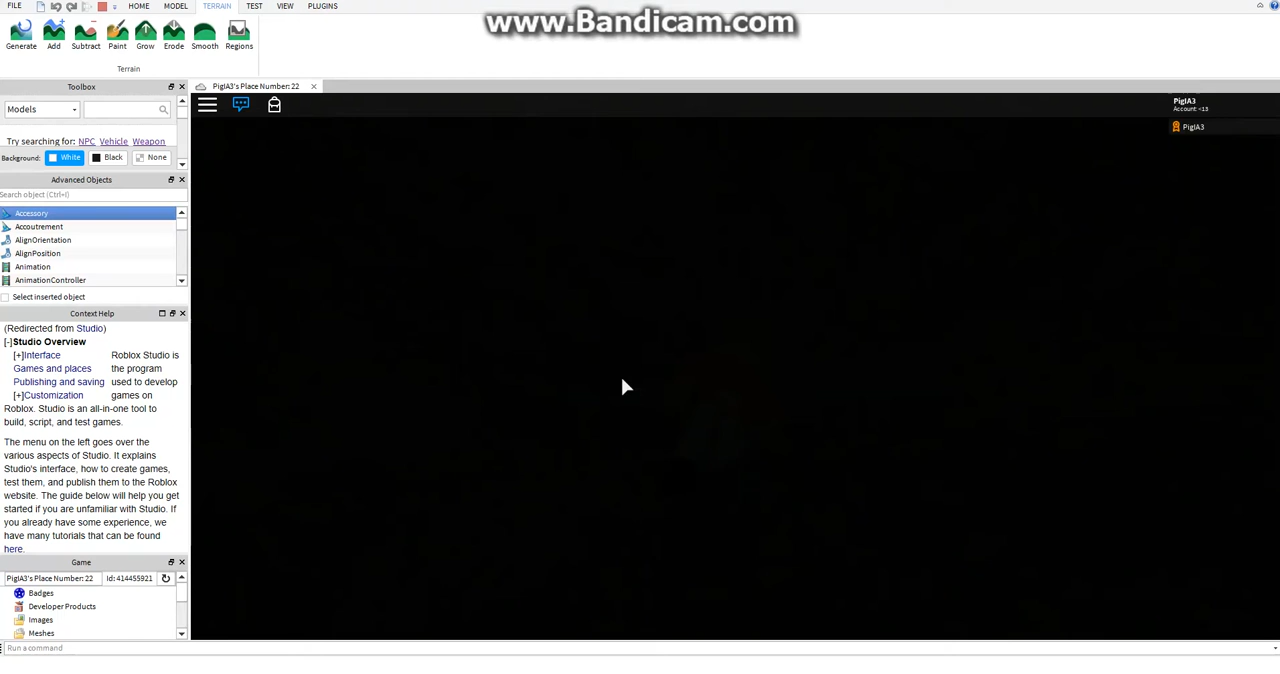 www.Bandicam.com
FILE HOME MODEL TERRAIN TEST VIEW PLUGINS
Generate Add Subtract Paint Grow Erode Smooth Regions
Terrain
Toolbox
PigIA3's Place Number: 22
Models
Try searching for: NPC Vehicle Weapon
Background: White Black None
Advanced Objects
Search object (Ctrl+I)
Accessory
Accoutrement
AlignOrientation
AlignPosition
Animation
AnimationController
Select inserted object
Context Help
(Redirected from Studio)
[-]Studio Overview
[+]Interface
Games and places
Publishing and saving
[+]Customization
Roblox Studio is
the program
used to develop
games on
Roblox. Studio is an all-in-one tool to
build, script, and test games.
The menu on the left goes over the
various aspects of Studio. It explains
Studio's interface, how to create games,
test them, and publish them to the Roblox
website. The guide below will help you get
started if you are unfamiliar with Studio. If
you already have some experience, we
have many tutorials that can be found
here.
Game
PigIA3's Place Number: 22 Id: 414455921
Badges
Developer Products
Images
Meshes
Run a command
PigIA3
Account: <13
PigIA3